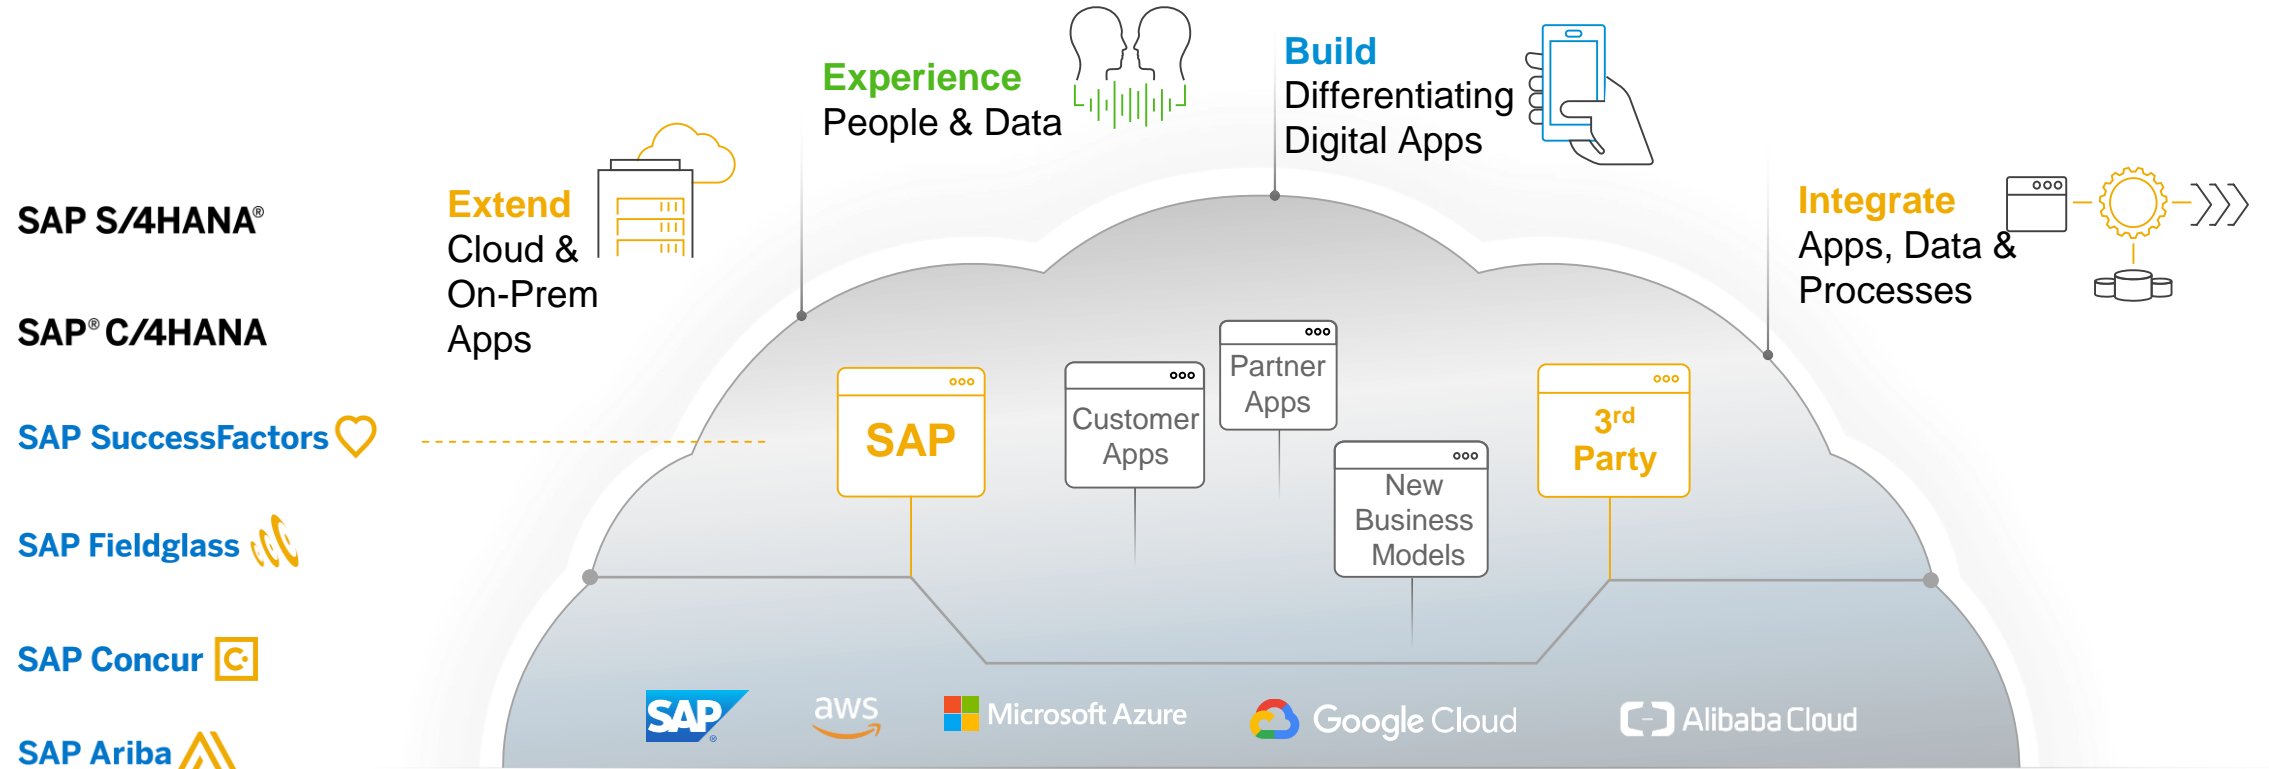 SAP S/4HANA®
SAP® C/4HANA
SAP SuccessFactors
SAP Fieldglass
SAP Concur C
SAP Ariba
Extend
Cloud &
On-Prem
Apps
Experience
People & Data
Build
Differentiating
Digital Apps
Integrate
Apps, Data &
Processes
SAP
Customer
Apps
Partner
Apps
New
Business
Models
3rd
Party
SAP®
aws
Microsoft Azure
Google Cloud
Alibaba Cloud